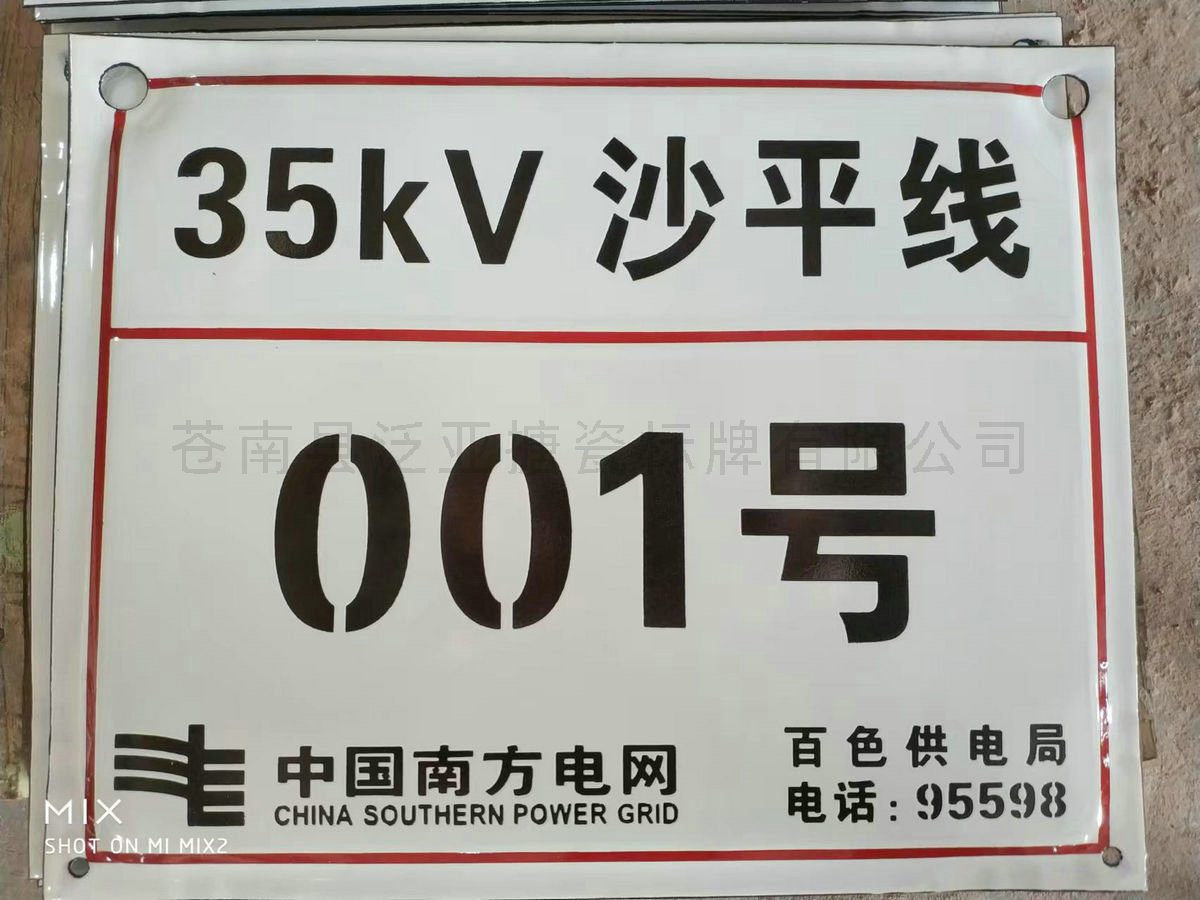 35kV 沙平线
苍南县泛亚搪瓷标牌有限公司
001号
中国南方电网
CHINA SOUTHERN POWER GRID
百色供电局
电话: 95598
MIX
SHOT ON MI MIX2